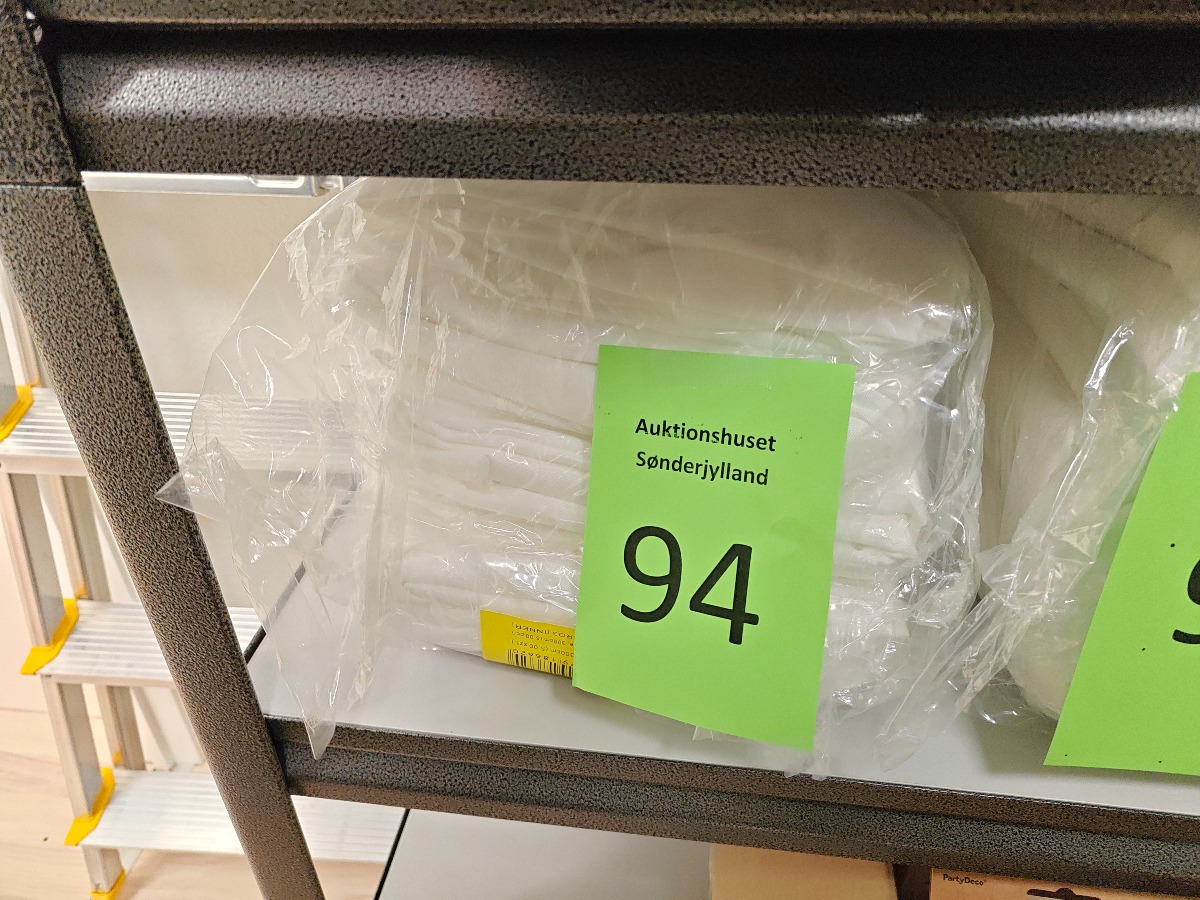 Auktionshuset
Sønderjylland
94
PartyDeco